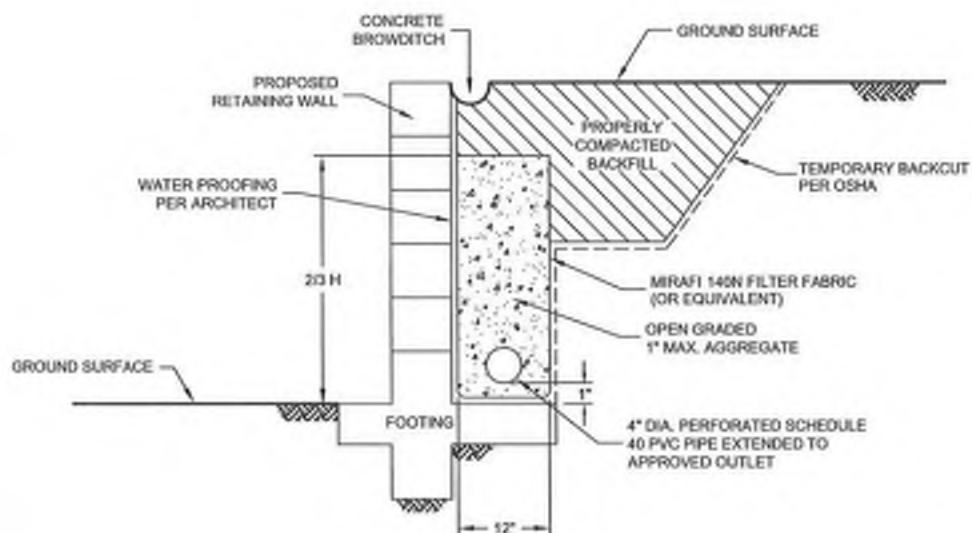 CONCRETE
BROWDITCH
GROUND SURFACE
PROPOSED
RETAINING WALL
PROPERLY
COMPACTED
BACKFILL
TEMPORARY BACKCUT
PER OSHA
WATER PROOFING
PER ARCHITECT
2/3 H
MIRAFI 140N FILTER FABRIC
(OR EQUIVALENT)
OPEN GRADED
1" MAX. AGGREGATE
GROUND SURFACE
1"
FOOTING
4" DIA. PERFORATED SCHEDULE
40 PVC PIPE EXTENDED TO
APPROVED OUTLET
12"